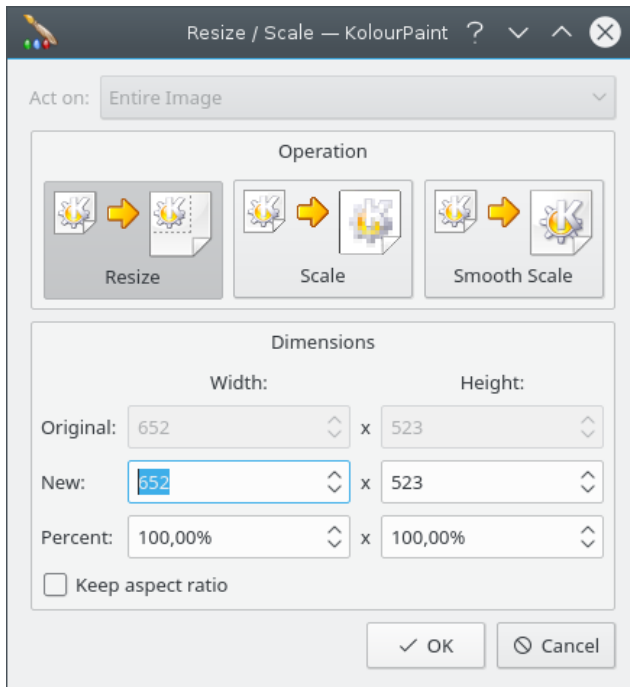 Resize / Scale — KolourPaint ?
Act on: Entire Image
Operation
Resize Scale Smooth Scale
Dimensions
Width: Height:
Original: 652 x 523
New: 652 x 523
Percent: 100,00% x 100,00%
Keep aspect ratio
OK Cancel